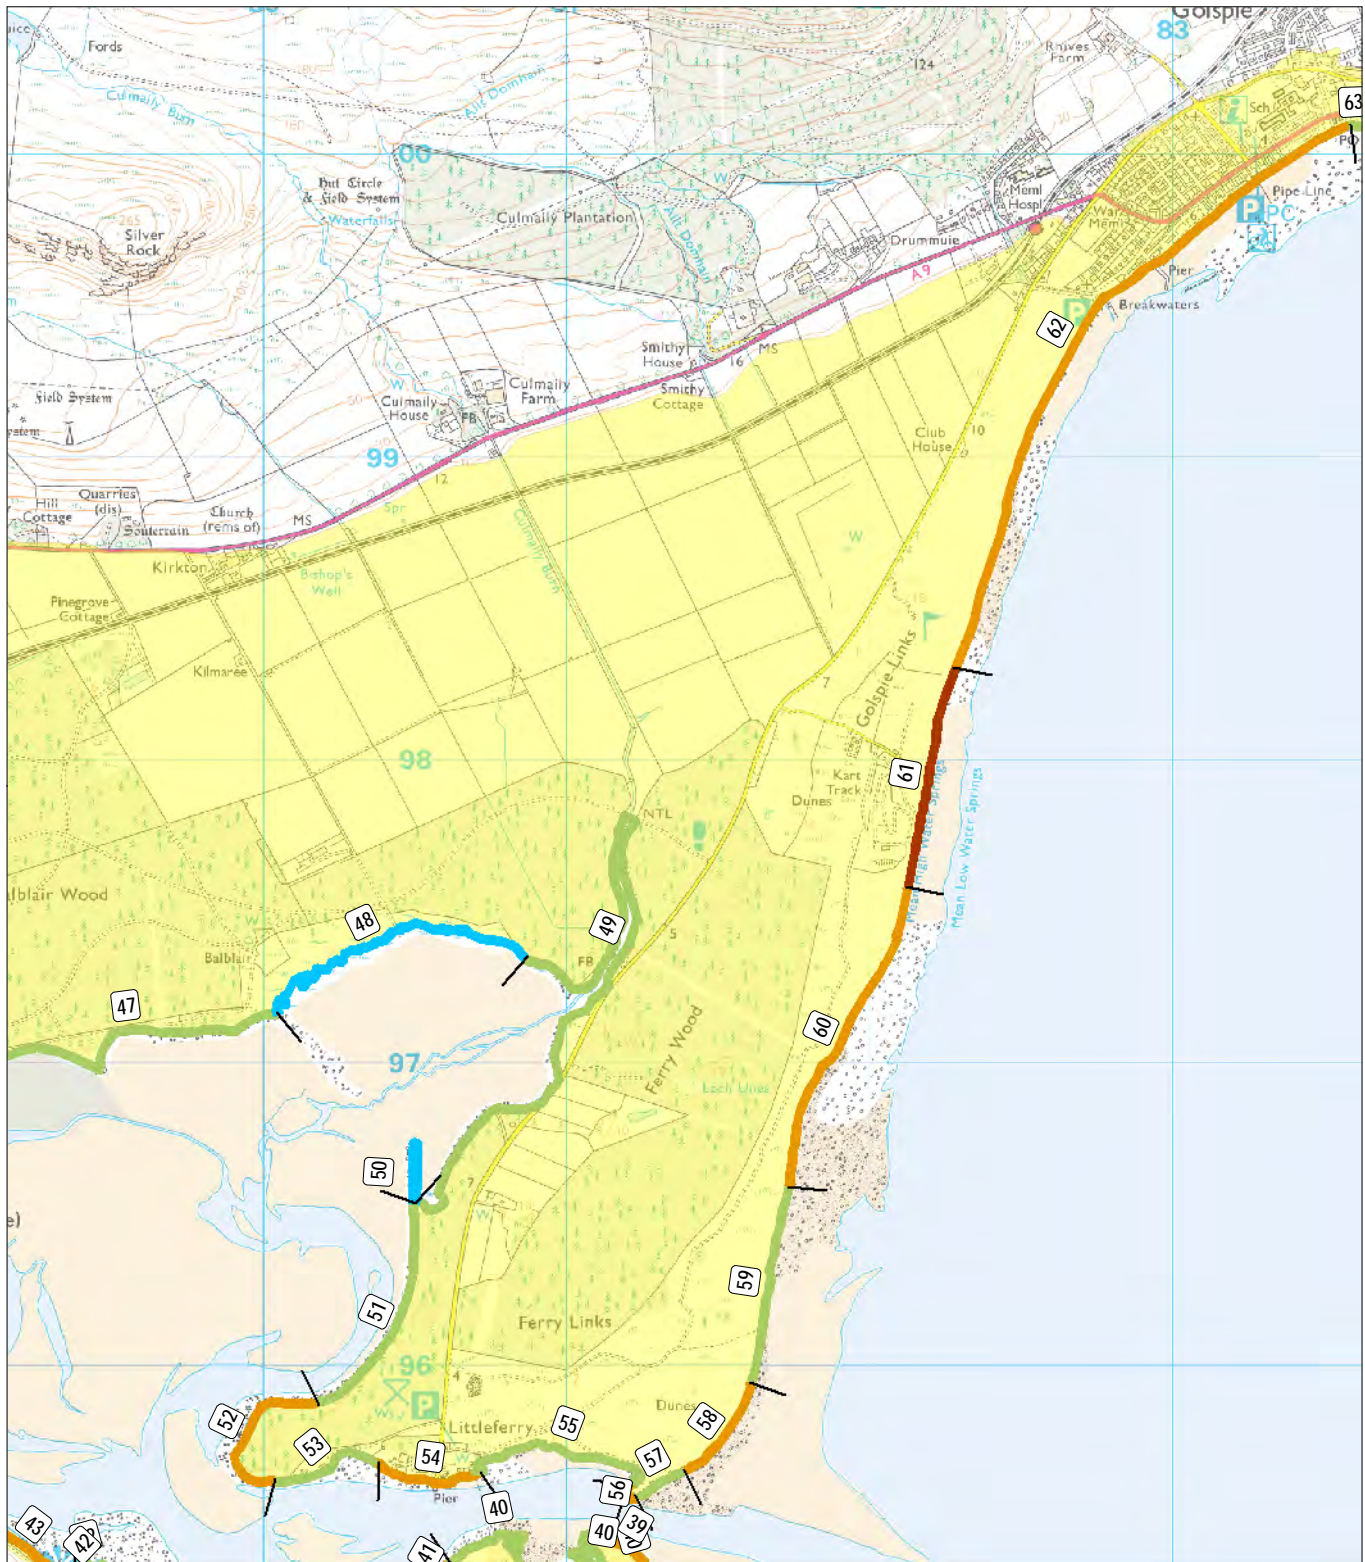 Golspie
83
Fords
Rhives
Farm
124
Culmaily Burn
Allt Domhain
Sch
63
00
Hut Circle
& Field System
Waterfalls
W
Meml
Hospl
Pipe Line
P PC
Culmaily Plantation
Allt Domhain
War
Meml
265
Silver
Rock
Drummuie
A 9
Pier
Breakwaters
P
62
Smithy
House
MS
16
Smithy
Cottage
Culmaily
Farm
Culmaily
House
FB
W
Field System
Club
House
10
99
12
Spr
Quarries
(dis)
Hill
Cottage
Souterrain
Church
(rems of)
MS
Culmaily Burn
W
Kirkton
Bishop's
Well
Pinegrove
Cottage
Golspie Links
Kilmaree
7
98
61
Kart
Track
Dunes
Mean High Water Springs
Mean Low Water Springs
NTL
lblair Wood
48
49
W
5
Balblair
FB
47
60
97
Ferry Wood
Loch Unes
50
7
W
e)
59
51
Ferry Links
96
4
P
Dunes
52
Littleferry
55
58
53
54
57
Pier
40
56
39
40
43
42
41